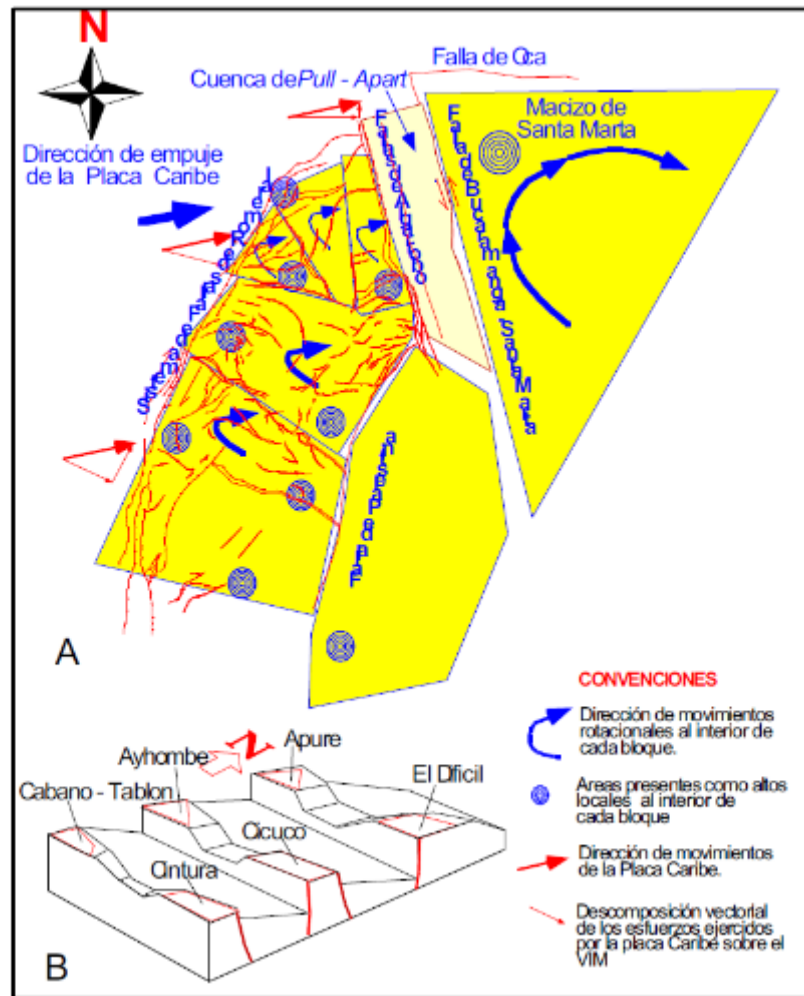 N
Falla de Oca
Cuenca de Pull - Apart
Macizo de
Santa Marta
Dirección de empuje
de la Placa Caribe
Sistema de Fallas de Romeral
Falla de Bucaramanga - Santa Marta
Falla de Palestina
A
CONVENCIONES
Dirección de movimientos
rotacionales al interior de
cada bloque.
Areas presentes como altos
locales al interior de
cada bloque
Dirección de movimientos
de la Placa Caribe.
Descomposición vectorial
de los esfuerzos ejercidos
por la placa Caribe sobre el
VIM
N
Apure
Ayhombe
El Dificil
Cabano - Tablon
Cicuco
Cintura
B